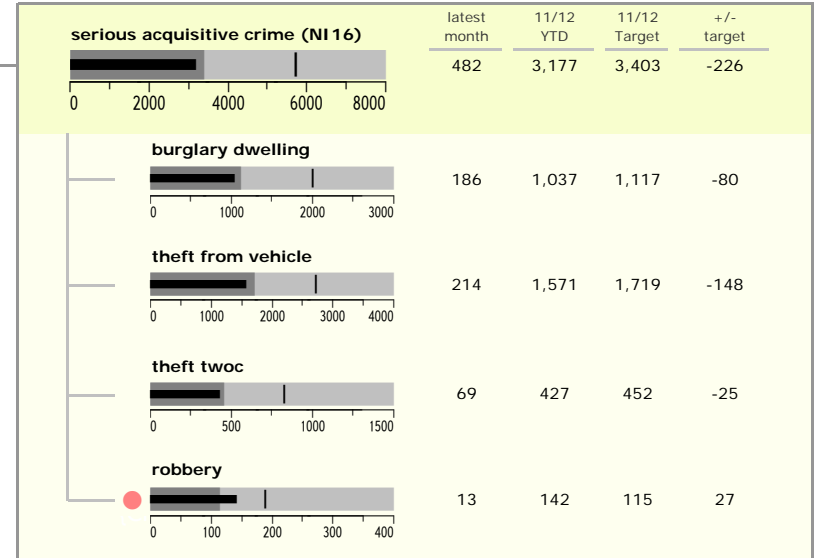 latest 11/12 11/12 +/-
serious acquisitive crime (NI16) month YTD Target target
482 3,177 3,403 -226
0 2000 4000 6000 8000
burglary dwelling
186 1,037 1,117 -80
0 1000 2000 3000
theft from vehicle
214 1,571 1,719 -148
0 1000 2000 3000 4000
theft twoc
69 427 452 -25
0 500 1000 1500
robbery
13 142 115 27
0 100 200 300 400